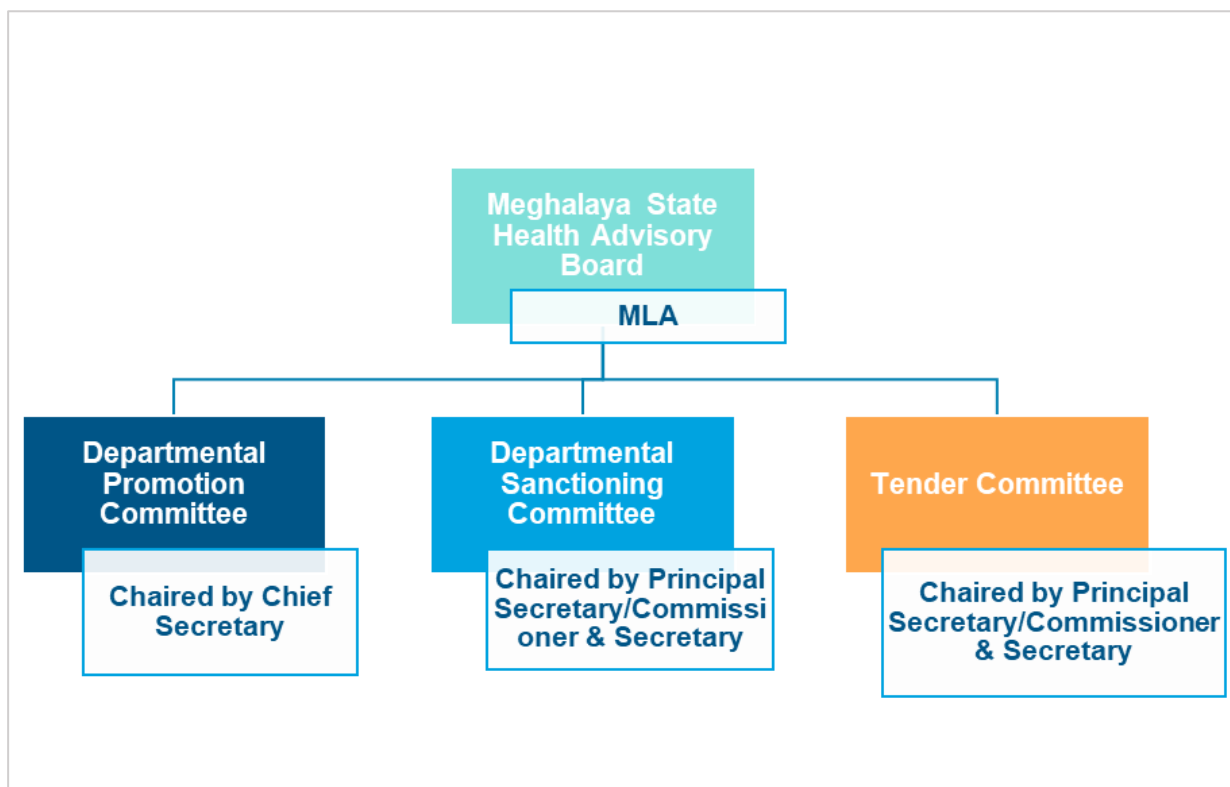 Meghalaya State
Health Advisory
Board
MLA
Departmental
Promotion
Committee
Chaired by Chief
Secretary
Departmental
Sanctioning
Committee
Chaired by Principal
Secretary/Commissi
oner & Secretary
Tender Committee
Chaired by Principal
Secretary/Commissioner
& Secretary